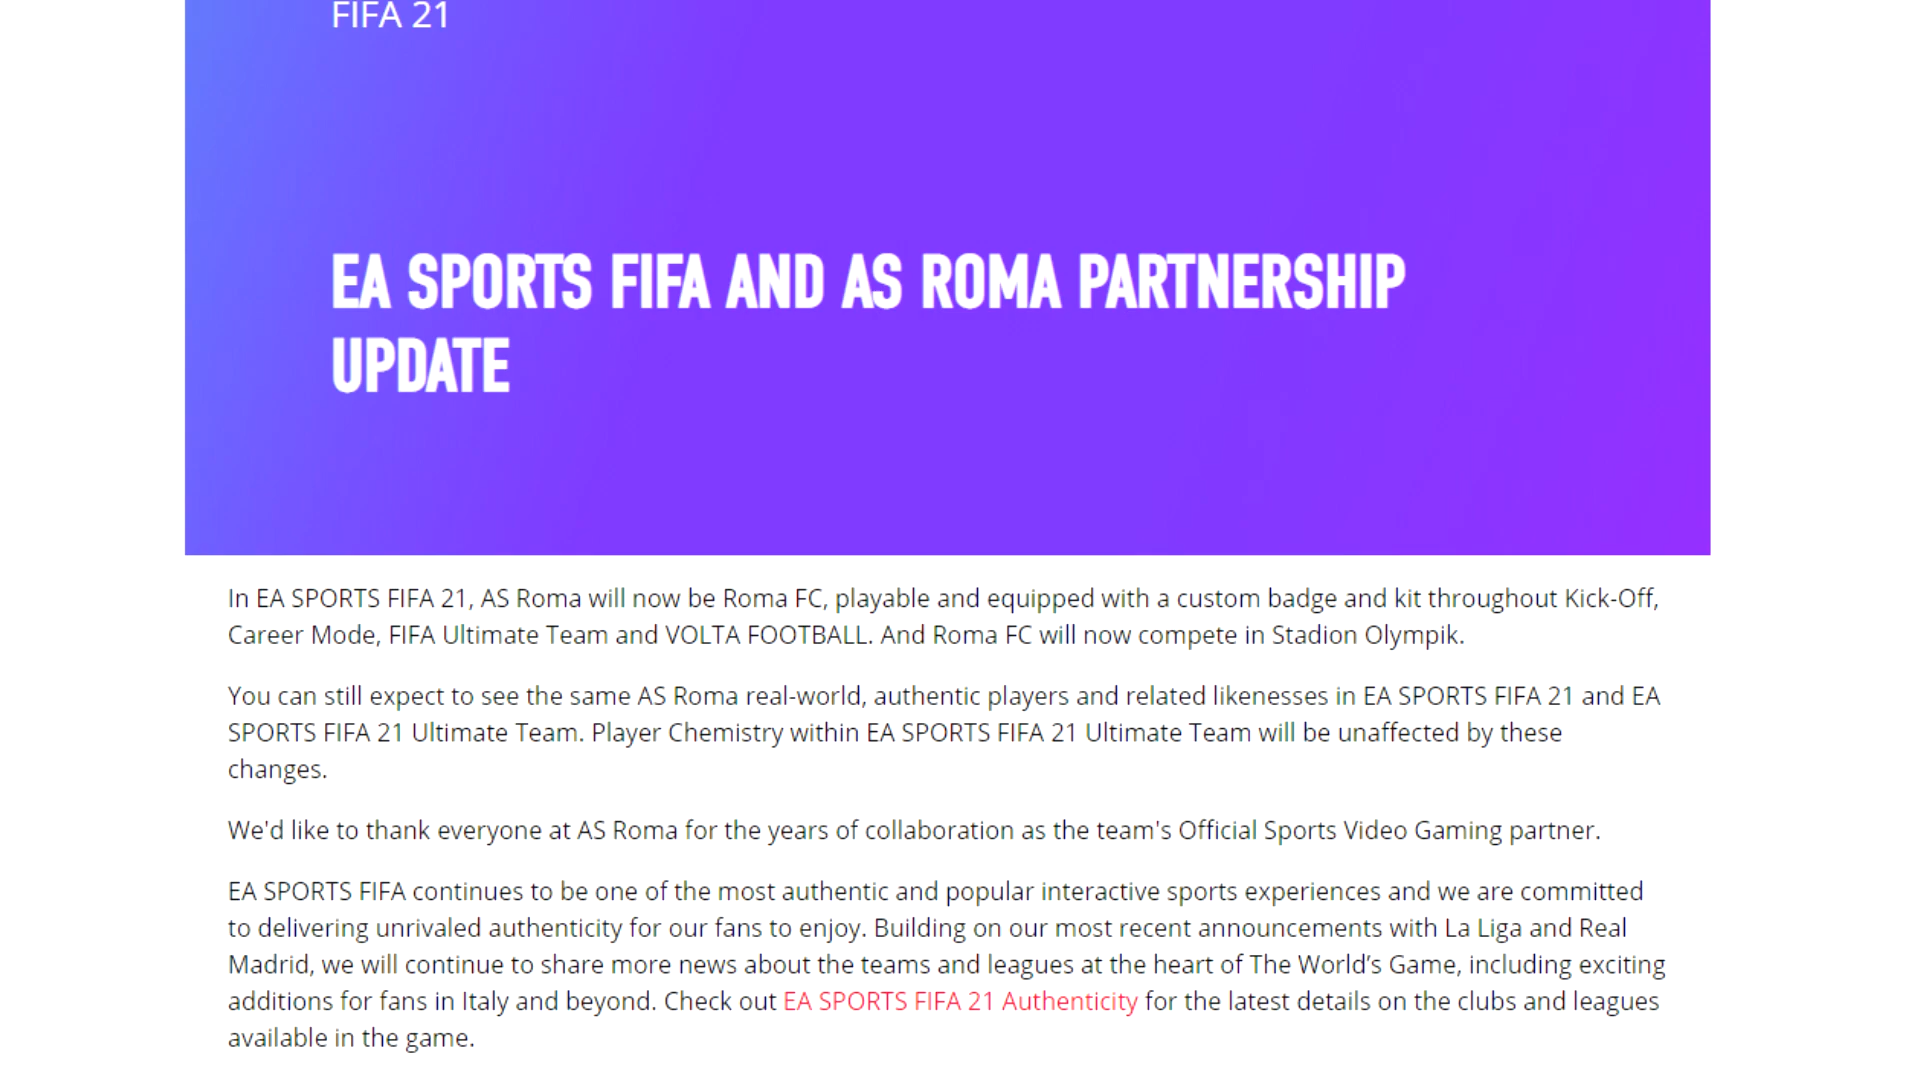 FIFA 21
EA SPORTS FIFA AND AS ROMA PARTNERSHIP
UPDATE
In EA SPORTS FIFA 21, AS Roma will now be Roma FC, playable and equipped with a custom badge and kit throughout Kick-Off,
Career Mode, FIFA Ultimate Team and VOLTA FOOTBALL. And Roma FC will now compete in Stadion Olympik.
You can still expect to see the same AS Roma real-world, authentic players and related likenesses in EA SPORTS FIFA 21 and EA
SPORTS FIFA 21 Ultimate Team. Player Chemistry within EA SPORTS FIFA 21 Ultimate Team will be unaffected by these
changes.
We'd like to thank everyone at AS Roma for the years of collaboration as the team's Official Sports Video Gaming partner.
EA SPORTS FIFA continues to be one of the most authentic and popular interactive sports experiences and we are committed
to delivering unrivaled authenticity for our fans to enjoy. Building on our most recent announcements with La Liga and Real
Madrid, we will continue to share more news about the teams and leagues at the heart of The World’s Game, including exciting
additions for fans in Italy and beyond. Check out EA SPORTS FIFA 21 Authenticity for the latest details on the clubs and leagues
available in the game.